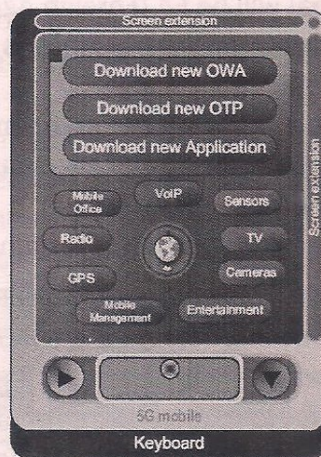 Screen extension
Download new OWA
Download new OTP
Download new Application
Mobile
Office
VoIP
Sensors
Radio
TV
GPS
Cameras
Mobile
Management
Entertainment
Screen extension
5G mobile
Keyboard